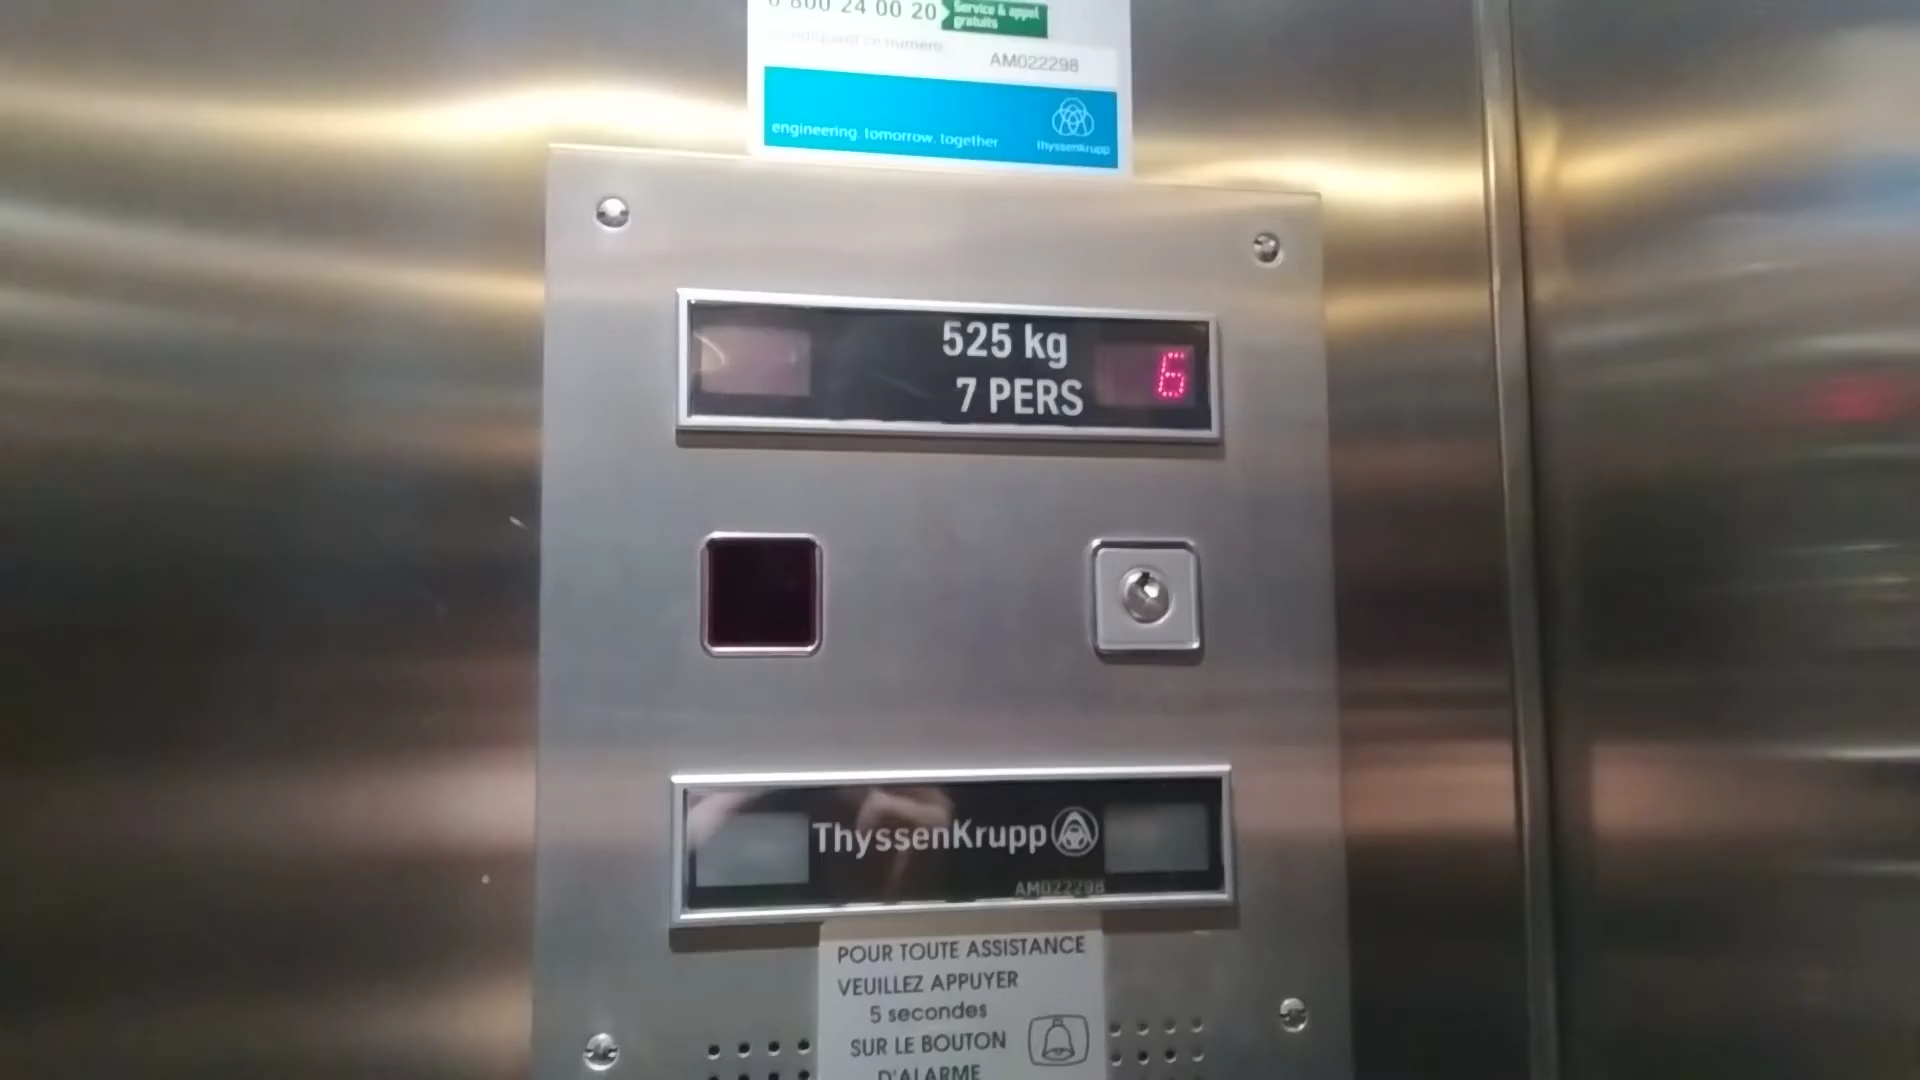 0 800 24 00 20 Service & appel
gratuits
AM022298
engineering. tomorrow. together
thyssenkrupp
525 kg
7 PERS
6
ThyssenKrupp
AM022298
POUR TOUTE ASSISTANCE
VEUILLEZ APPUYER
5 secondes
SUR LE BOUTON
D'ALARME